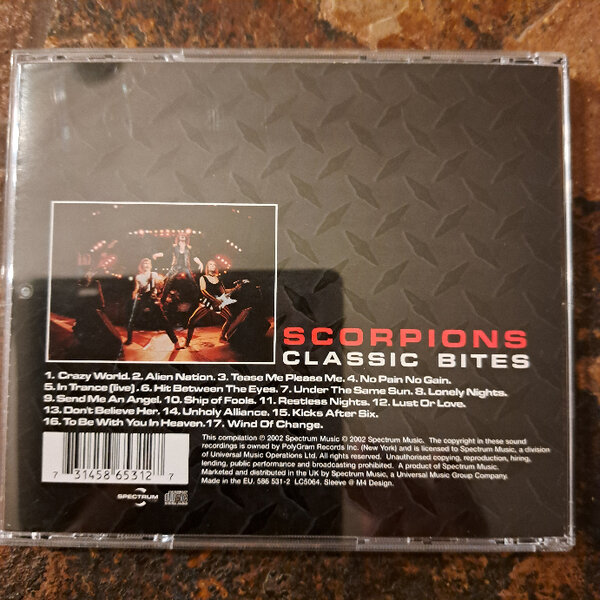 SCORPIONS
CLASSIC BITES
1. Crazy World. 2. Alien Nation. 3. Tease Me Please Me. 4. No Pain No Gain.
5. In Trance (live). 6. Hit Between The Eyes. 7. Under The Same Sun. 8. Lonely Nights.
9. Send Me An Angel. 10. Ship of Fools. 11. Restless Nights. 12. Lust Or Love.
13. Don't Believe Her. 14. Unholy Alliance. 15. Kicks After Six.
16. To Be With You In Heaven. 17. Wind Of Change.
This compilation ℗ 2002 Spectrum Music © 2002 Spectrum Music. The copyright in these sound
recordings is owned by PolyGram Records Inc. (New York) and is licensed to Spectrum Music, a division
of Universal Music Operations Ltd. All rights reserved. Unauthorised copying, reproduction, hiring,
lending, public performance and broadcasting prohibited. A product of Spectrum Music.
Marketed and distributed in the UK by Spectrum Music, a Universal Music Group Company.
Made in the EU. 586 531-2 LC5064. Sleeve @ M4 Design.
7 31458 65312 7
SPECTRUM